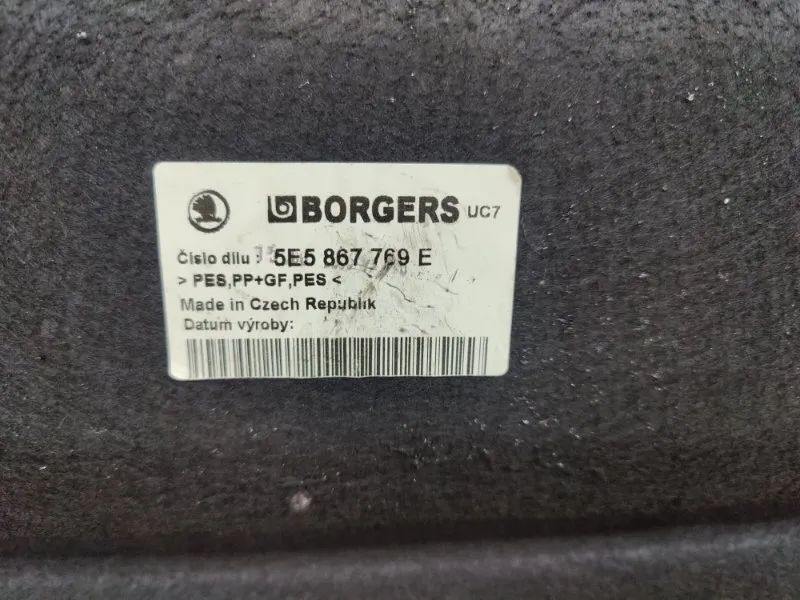 BORGERS UC7
Číslo dílu : 5E5 867 769 E
> PES,PP+GF,PES <
Made in Czech Republik
Datum výroby: